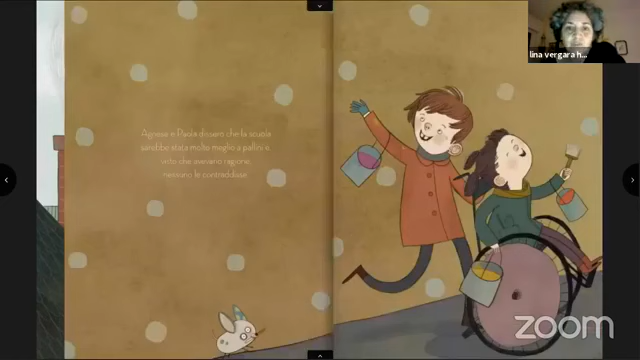 lina vergara h...
Agnese e Paola dissero che la scuola
sarebbe stata molto meglio a pallini e,
visto che avevano ragione,
nessuno le contraddisse.
zoom